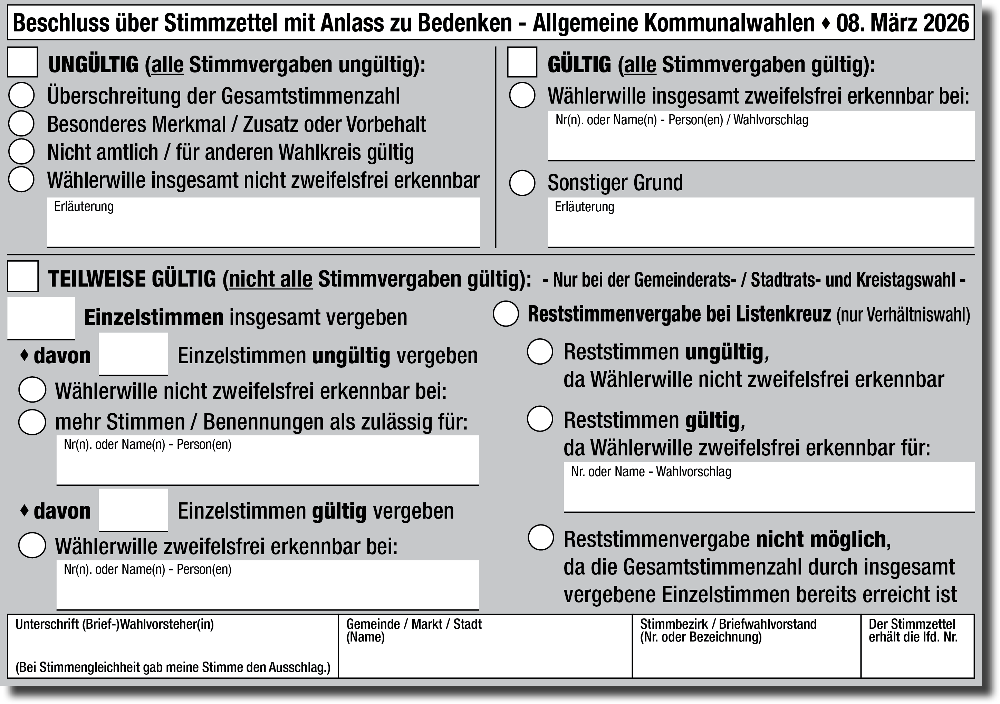 Beschluss über Stimmzettel mit Anlass zu Bedenken - Allgemeine Kommunalwahlen ♦ 08. März 2026
UNGÜLTIG (alle Stimmvergaben ungültig):
Überschreitung der Gesamtstimmenzahl
Besonderes Merkmal / Zusatz oder Vorbehalt
Nicht amtlich / für anderen Wahlkreis gültig
Wählerwille insgesamt nicht zweifelsfrei erkennbar
Erläuterung
GÜLTIG (alle Stimmvergaben gültig):
Wählerwille insgesamt zweifelsfrei erkennbar bei:
Nr(n). oder Name(n) - Person(en) / Wahlvorschlag
Sonstiger Grund
Erläuterung
TEILWEISE GÜLTIG (nicht alle Stimmvergaben gültig): - Nur bei der Gemeinderats- / Stadtrats- und Kreistagswahl -
Einzelstimmen insgesamt vergeben
♦ davon Einzelstimmen ungültig vergeben
Wählerwille nicht zweifelsfrei erkennbar bei:
mehr Stimmen / Benennungen als zulässig für:
Nr(n). oder Name(n) - Person(en)
♦ davon Einzelstimmen gültig vergeben
Wählerwille zweifelsfrei erkennbar bei:
Nr(n). oder Name(n) - Person(en)
Reststimmenvergabe bei Listenkreuz (nur Verhältniswahl)
Reststimmen ungültig,
da Wählerwille nicht zweifelsfrei erkennbar
Reststimmen gültig,
da Wählerwille zweifelsfrei erkennbar für:
Nr. oder Name - Wahlvorschlag
Reststimmenvergabe nicht möglich,
da die Gesamtstimmenzahl durch insgesamt
vergebene Einzelstimmen bereits erreicht ist
Unterschrift (Brief-)Wahlvorsteher(in)
(Bei Stimmengleichheit gab meine Stimme den Ausschlag.)
Gemeinde / Markt / Stadt
(Name)
Stimmbezirk / Briefwahlvorstand
(Nr. oder Bezeichnung)
Der Stimmzettel
erhält die lfd. Nr.